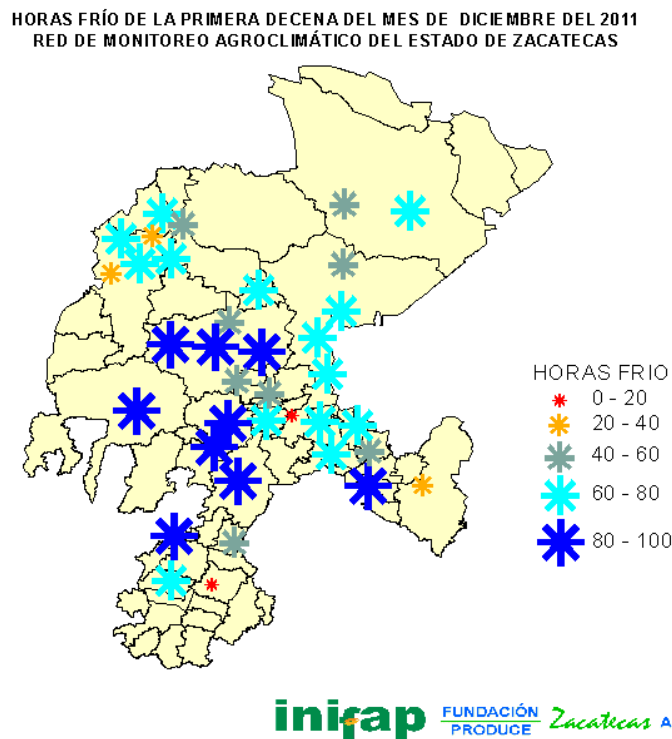 HORAS FRÍO DE LA PRIMERA DECENA DEL MES DE DICIEMBRE DEL 2011
RED DE MONITOREO AGROCLIMÁTICO DEL ESTADO DE ZACATECAS
HORAS FRIO
0 - 20
20 - 40
40 - 60
60 - 80
80 - 100
inifap
FUNDACIÓN
PRODUCE
Zacatecas A